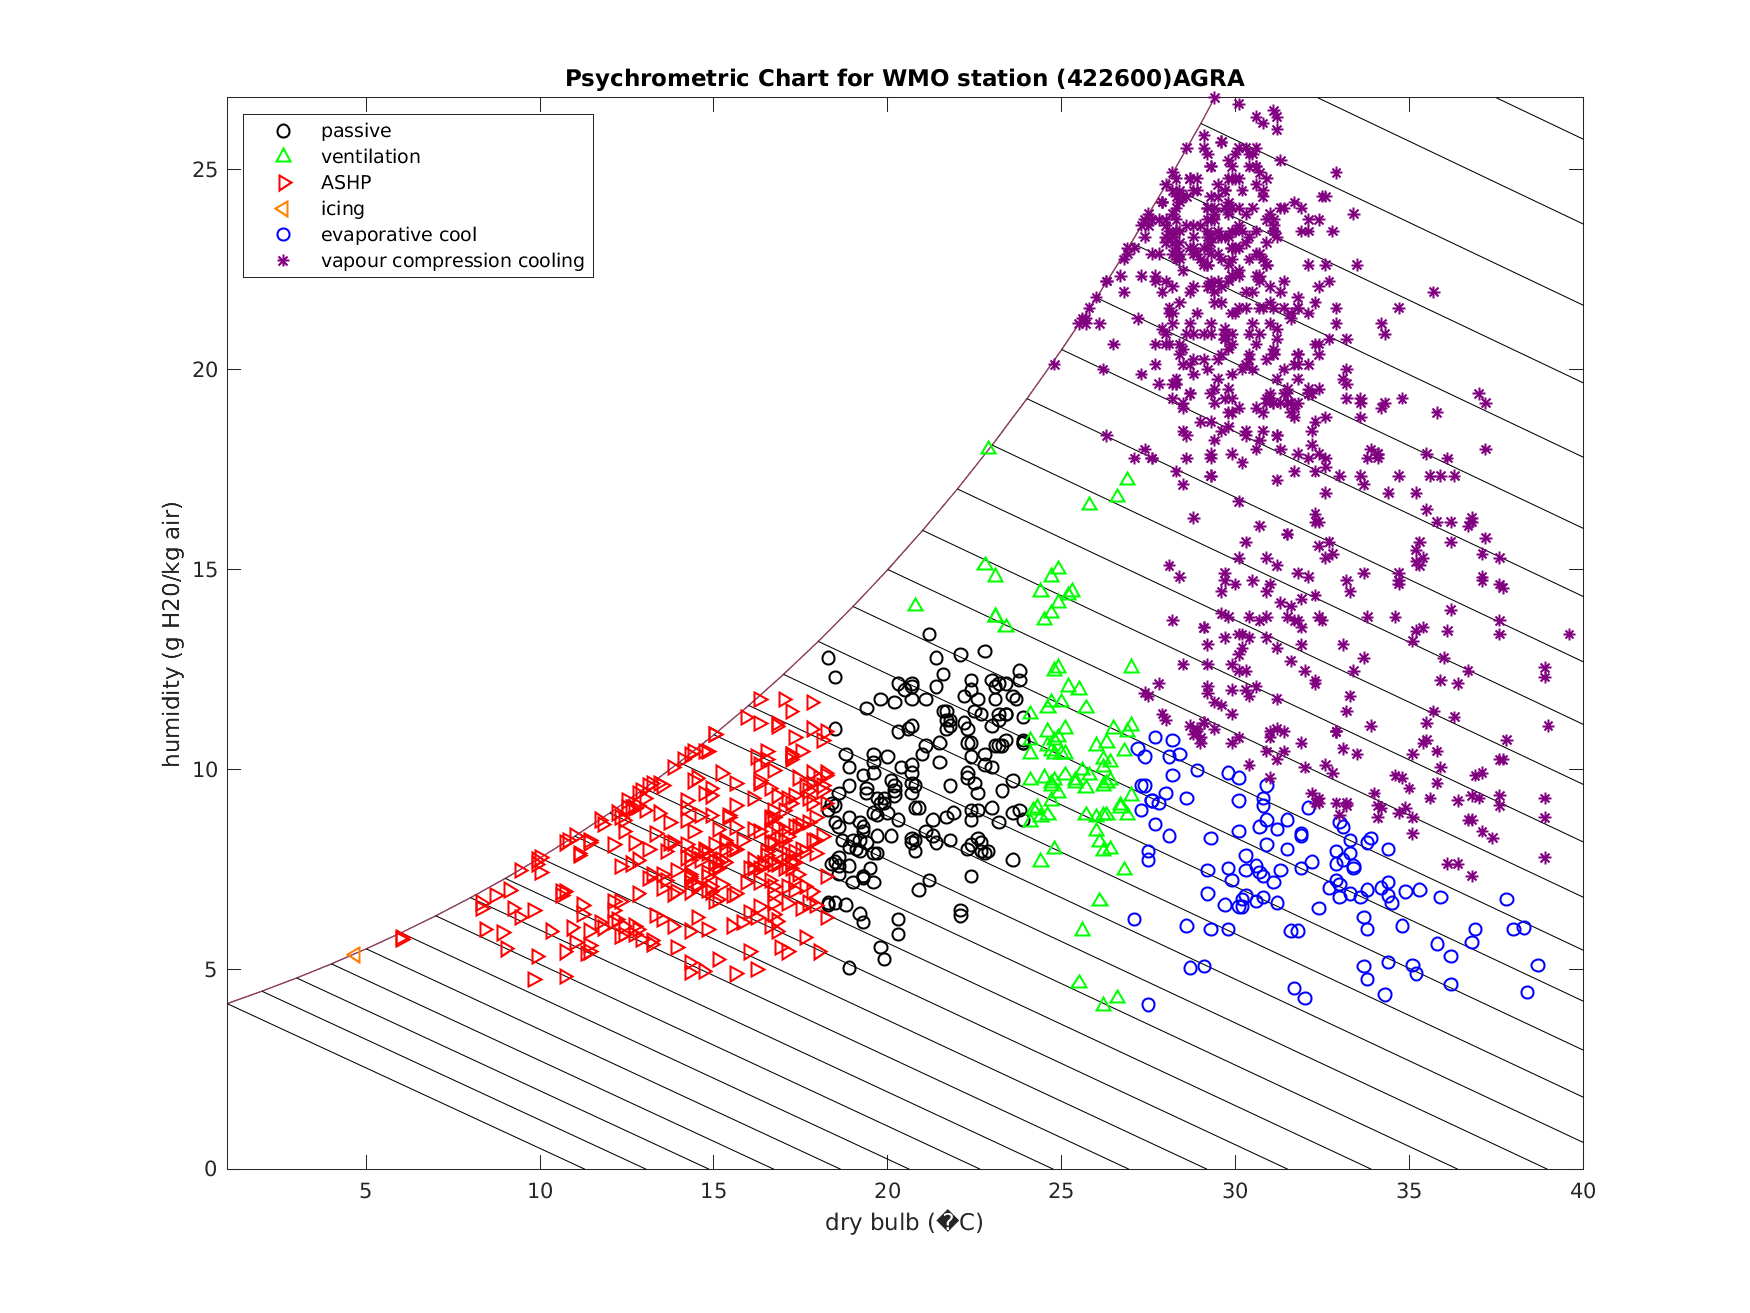 Psychrometric Chart for WMO station (422600)AGRA
passive
ventilation
ASHP
icing
evaporative cool
vapour compression cooling
humidity (g H20/kg air)
25
20
15
10
5
0
5 10 15 20 25 30 35 40
dry bulb (�C)